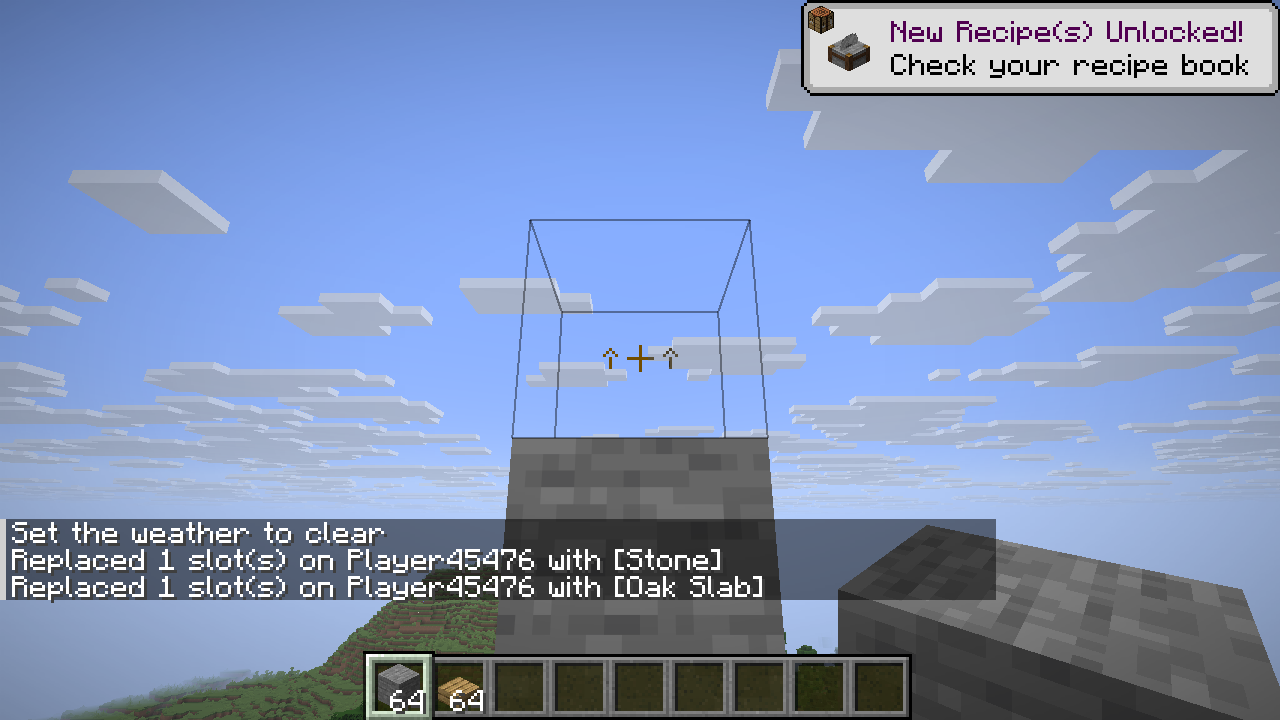 New Recipe(s) Unlocked!
Check your recipe book
Set the weather to clear
Replaced 1 slot(s) on Player45476 with [Stone]
Replaced 1 slot(s) on Player45476 with [Oak Slab]
64 64